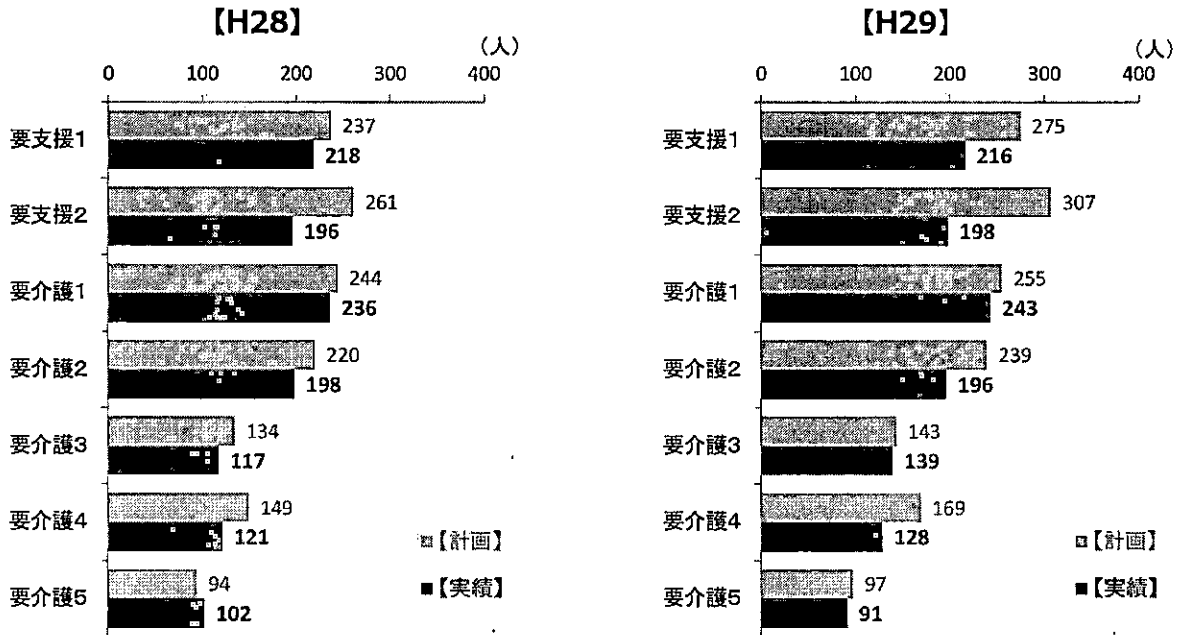 【H28】
(人)
0 100 200 300 400
要支援1 237
218
要支援2 261
196
要介護1 244
236
要介護2 220
198
要介護3 134
117
要介護4 149
121
要介護5 94
102
【計画】
【実績】
【H29】
(人)
0 100 200 300 400
要支援1 275
216
要支援2 307
198
要介護1 255
243
要介護2 239
196
要介護3 143
139
要介護4 169
128
要介護5 97
91
【計画】
【実績】